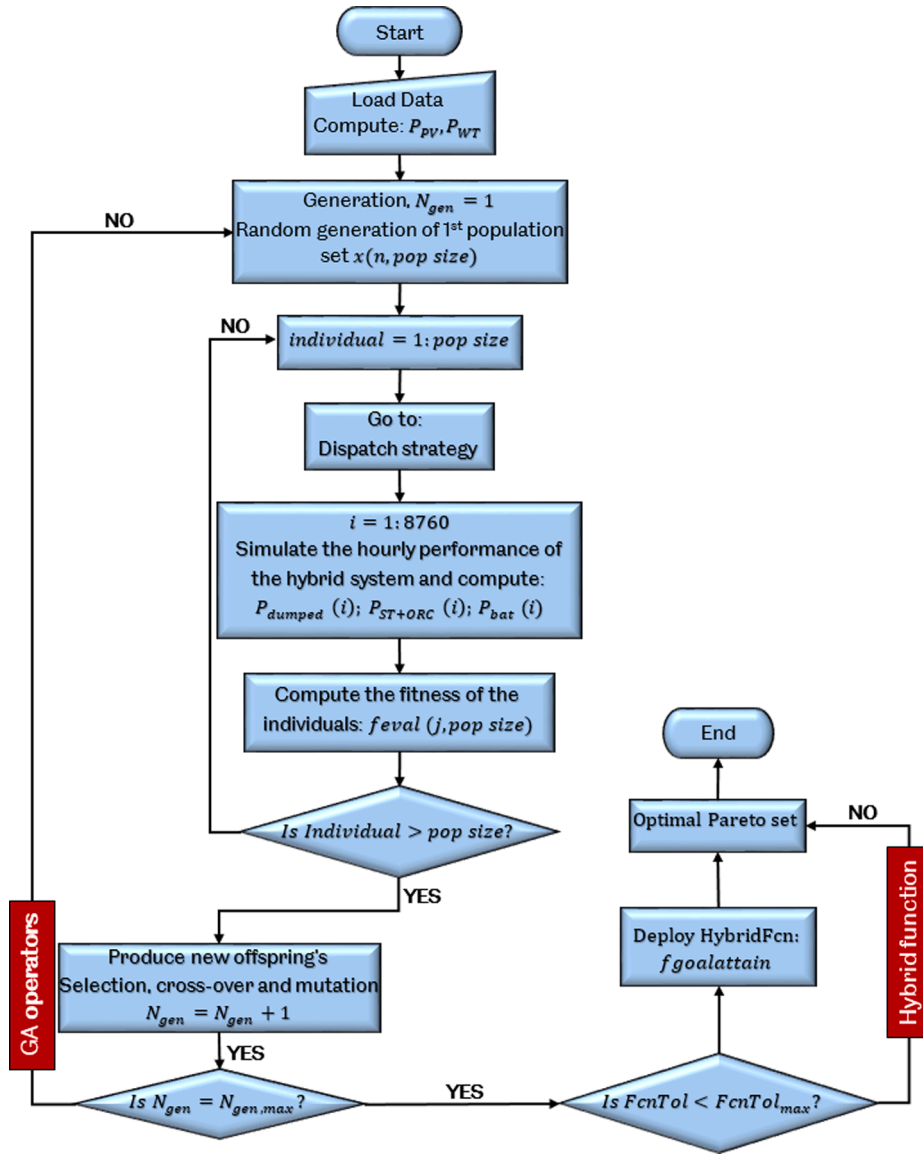 Start
Load Data
Compute: P_PV, P_WT
Generation, N_gen = 1
Random generation of 1st population
set x(n, pop size)
NO
NO
individual = 1: pop size
Go to:
Dispatch strategy
i = 1: 8760
Simulate the hourly performance of
the hybrid system and compute:
P_dumped (i); P_ST+ORC (i); P_bat (i)
Compute the fitness of the
individuals: feval (j, pop size)
Is Individual > pop size?
YES
Produce new offspring's
Selection, cross-over and mutation
N_gen = N_gen + 1
YES
GA operators
Is N_gen = N_gen,max?
YES
Is FcnTol < FcnTol_max?
Deploy HybridFcn:
fgoalattain
Hybrid function
NO
Optimal Pareto set
End